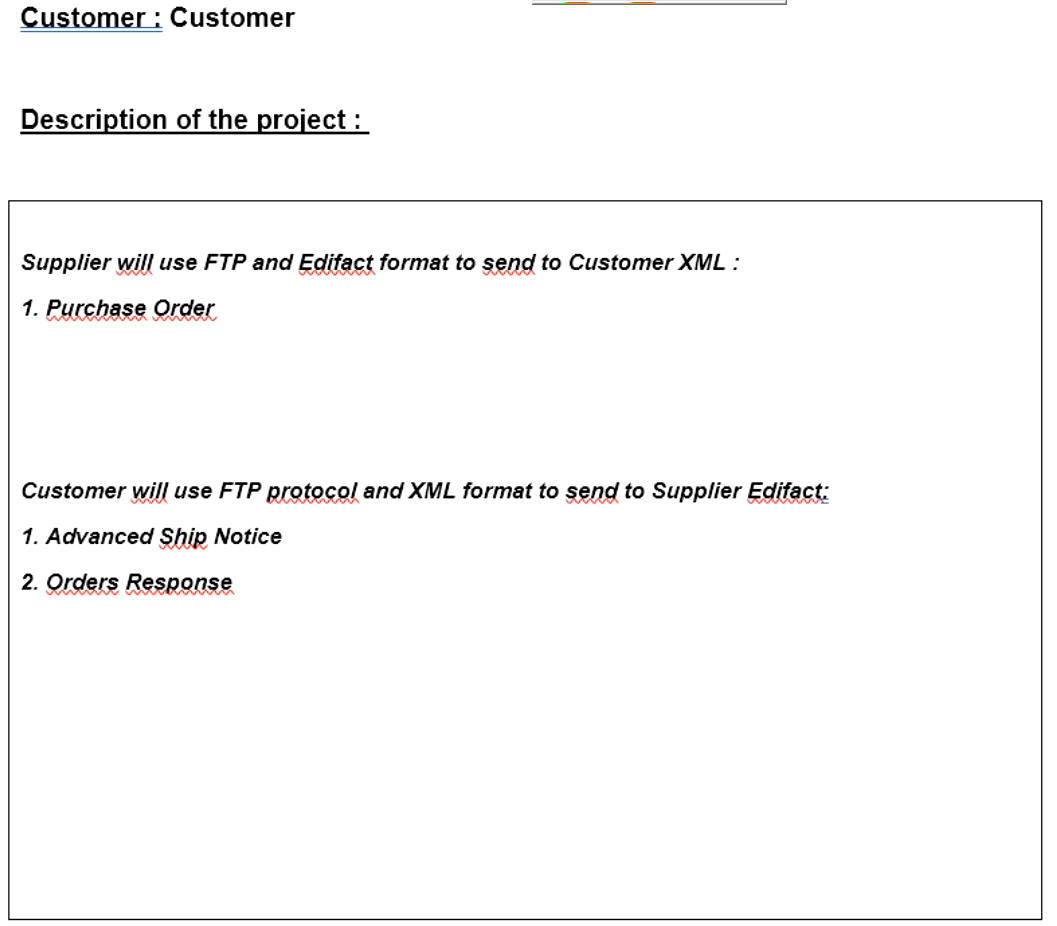 Customer : Customer
Description of the project :
Supplier will use FTP and Edifact format to send to Customer XML :
1. Purchase Order
Customer will use FTP protocol and XML format to send to Supplier Edifact:
1. Advanced Ship Notice
2. Orders Response